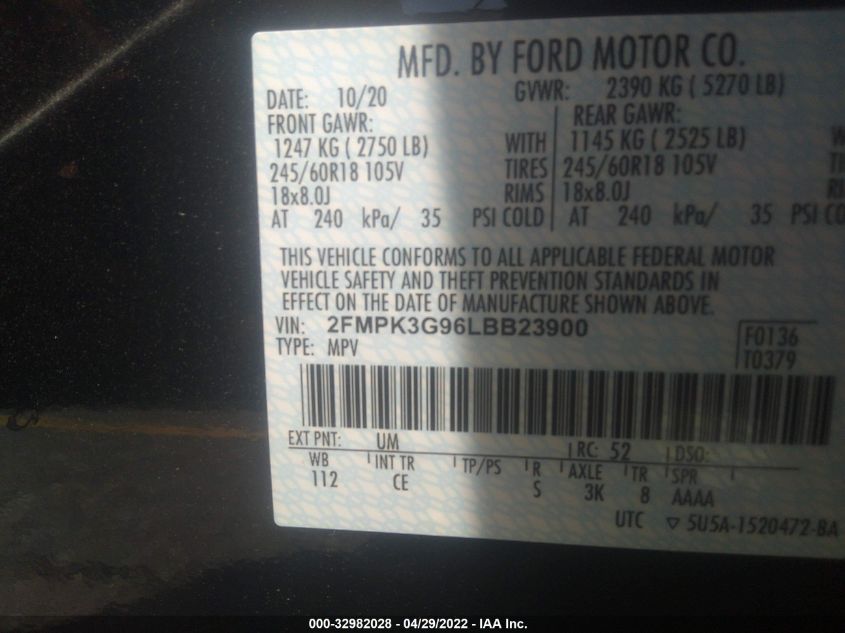 MFD. BY FORD MOTOR CO.
DATE: 10/20 GVWR: 2390 KG ( 5270 LB)
FRONT GAWR: REAR GAWR:
1247 KG ( 2750 LB) WITH 1145 KG ( 2525 LB)
245/60R18 105V TIRES 245/60R18 105V
18x8.0J RIMS 18x8.0J
AT 240 kPa/ 35 PSI COLD AT 240 kPa/ 35 PSI CO
THIS VEHICLE CONFORMS TO ALL APPLICABLE FEDERAL MOTOR
VEHICLE SAFETY AND THEFT PREVENTION STANDARDS IN
EFFECT ON THE DATE OF MANUFACTURE SHOWN ABOVE.
VIN: 2FMPK3G96LBB23900
TYPE: MPV
F0136
T0379
EXT PNT: UM RC: 52 DSO:
WB INT TR TP/PS R AXLE TR SPR
112 CE S 3K 8 AAAA
UTC ▽ 5U5A-1520472-BA
000-32982028 - 04/29/2022 - IAA Inc.